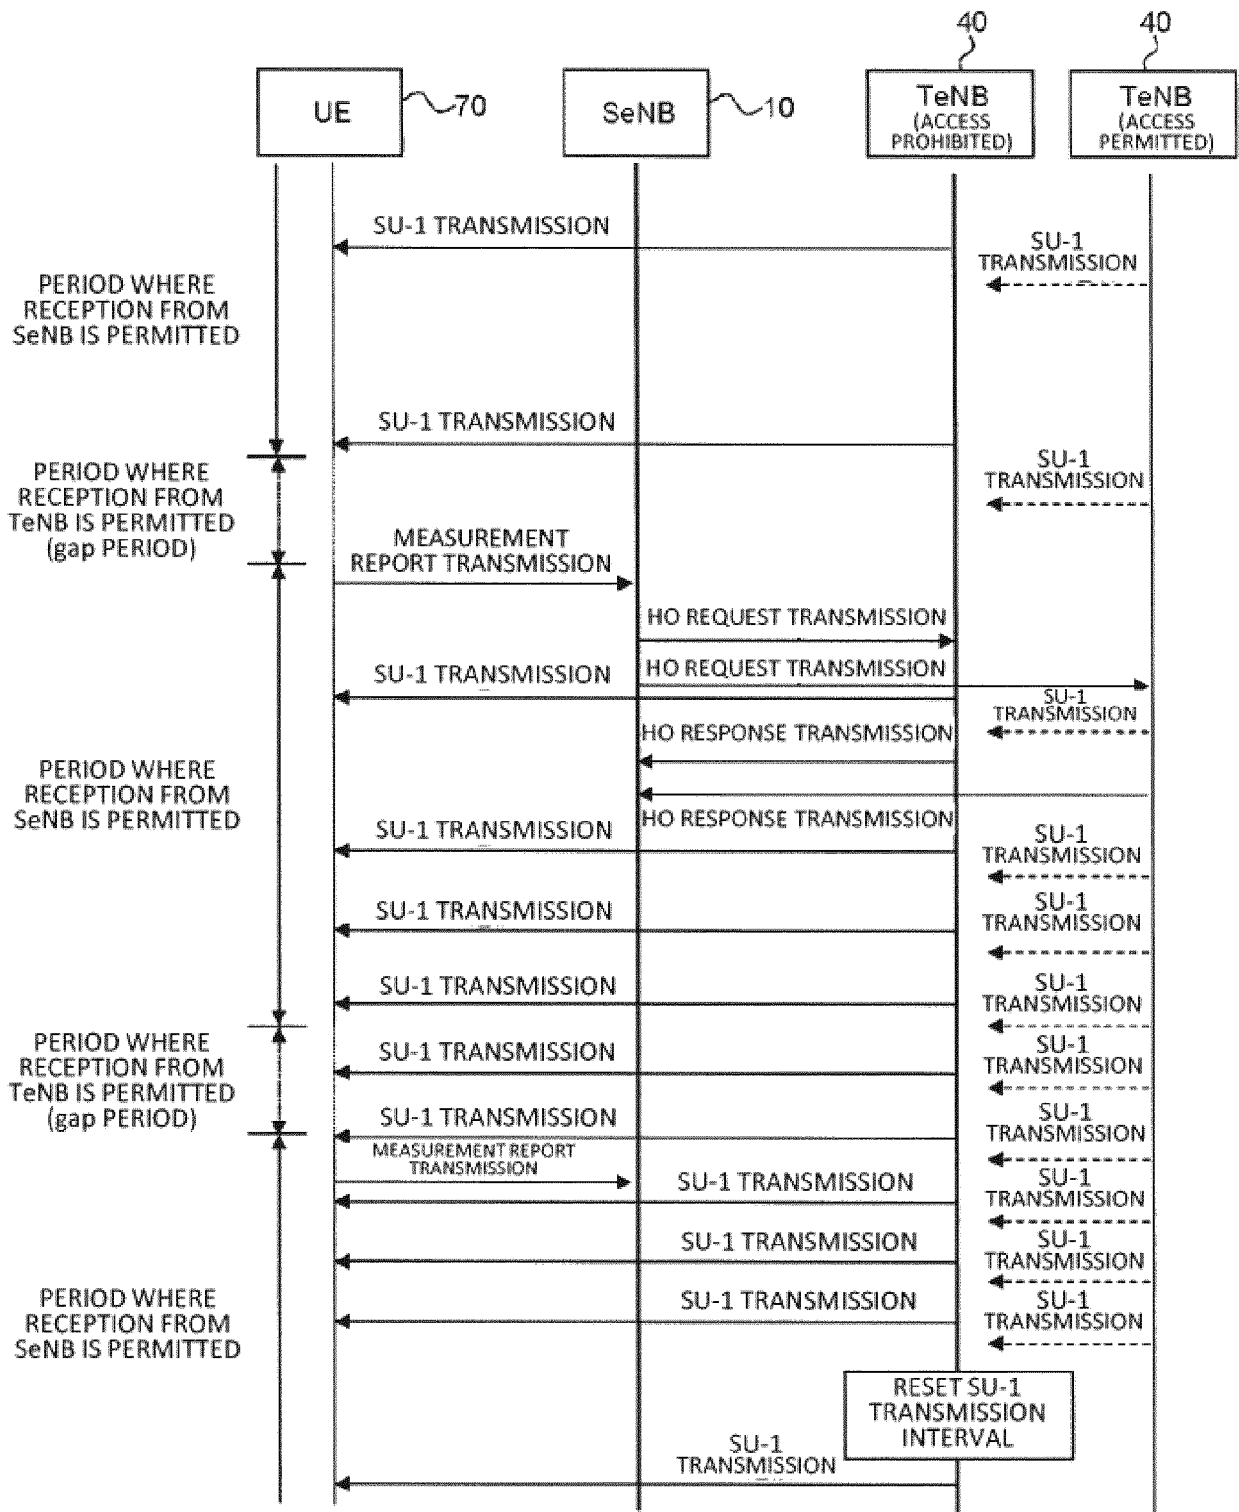 40
40
UE
70
SeNB
10
TeNB
(ACCESS
PROHIBITED)
TeNB
(ACCESS
PERMITTED)
SU-1 TRANSMISSION
SU-1
TRANSMISSION
PERIOD WHERE
RECEPTION FROM
SeNB IS PERMITTED
SU-1 TRANSMISSION
SU-1
TRANSMISSION
PERIOD WHERE
RECEPTION FROM
TeNB IS PERMITTED
(gap PERIOD)
MEASUREMENT
REPORT TRANSMISSION
HO REQUEST TRANSMISSION
HO REQUEST TRANSMISSION
SU-1 TRANSMISSION
SU-1
TRANSMISSION
HO RESPONSE TRANSMISSION
PERIOD WHERE
RECEPTION FROM
SeNB IS PERMITTED
HO RESPONSE TRANSMISSION
SU-1 TRANSMISSION
SU-1
TRANSMISSION
SU-1 TRANSMISSION
SU-1
TRANSMISSION
SU-1 TRANSMISSION
SU-1
TRANSMISSION
PERIOD WHERE
RECEPTION FROM
TeNB IS PERMITTED
(gap PERIOD)
SU-1 TRANSMISSION
SU-1
TRANSMISSION
SU-1 TRANSMISSION
SU-1
TRANSMISSION
MEASUREMENT REPORT
TRANSMISSION
SU-1 TRANSMISSION
SU-1
TRANSMISSION
SU-1 TRANSMISSION
SU-1
TRANSMISSION
PERIOD WHERE
RECEPTION FROM
SeNB IS PERMITTED
SU-1 TRANSMISSION
SU-1
TRANSMISSION
RESET SU-1
TRANSMISSION
INTERVAL
SU-1
TRANSMISSION